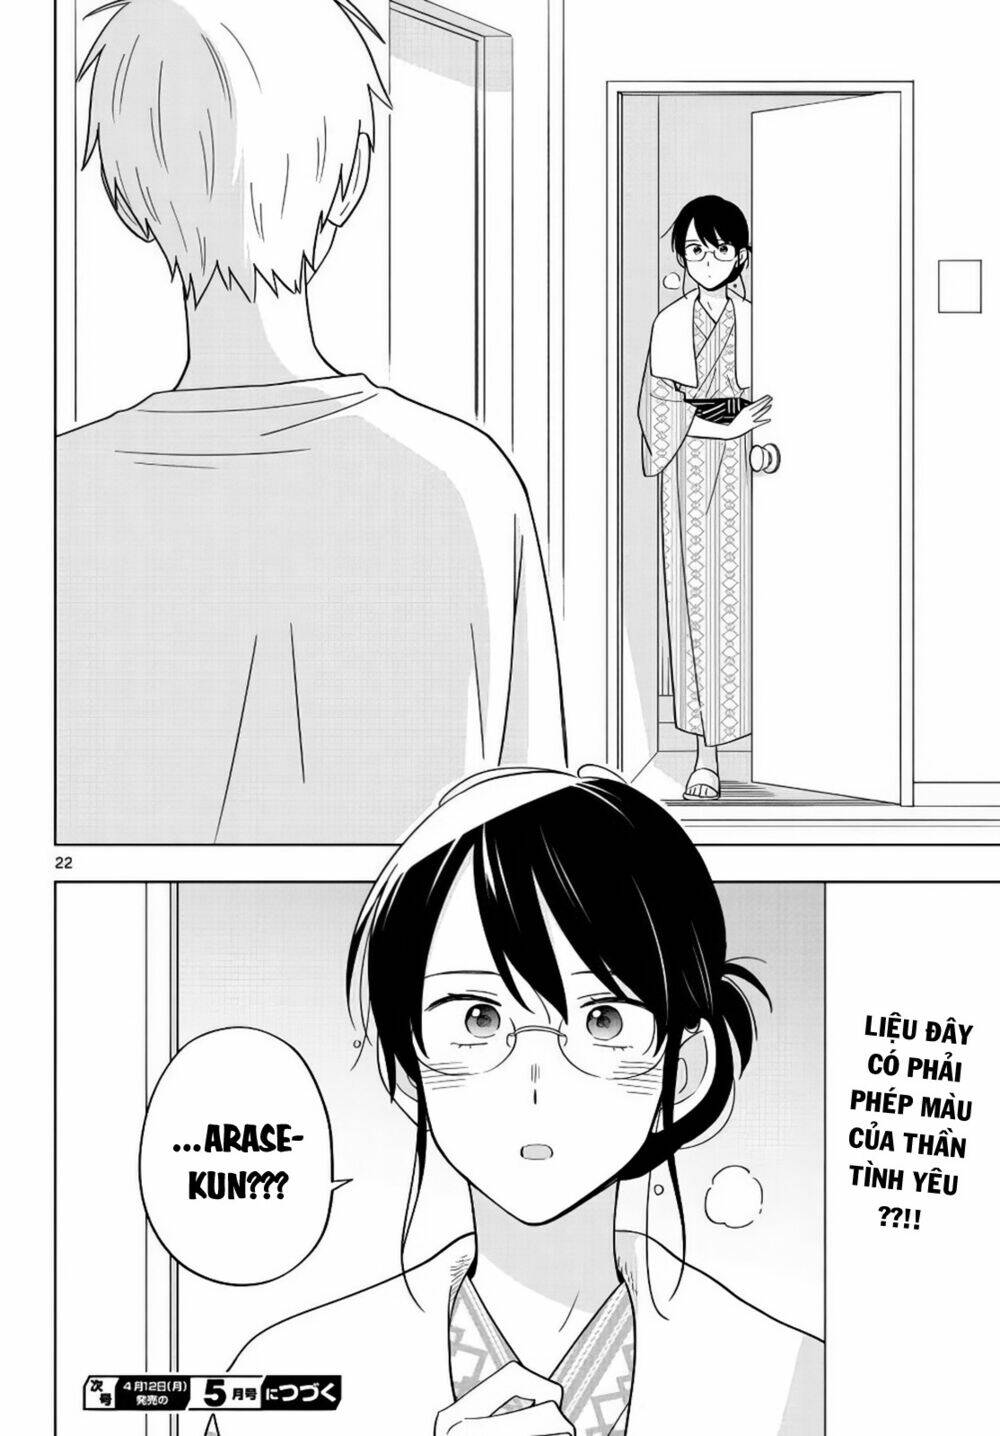 22
LIỆU ĐÂY
CÓ PHẢI
PHÉP MÀU
CỦA THẦN
TÌNH YÊU
??!!
...ARASE-
KUN???
次号
4月12日(月)
発売の
5月号
につづく